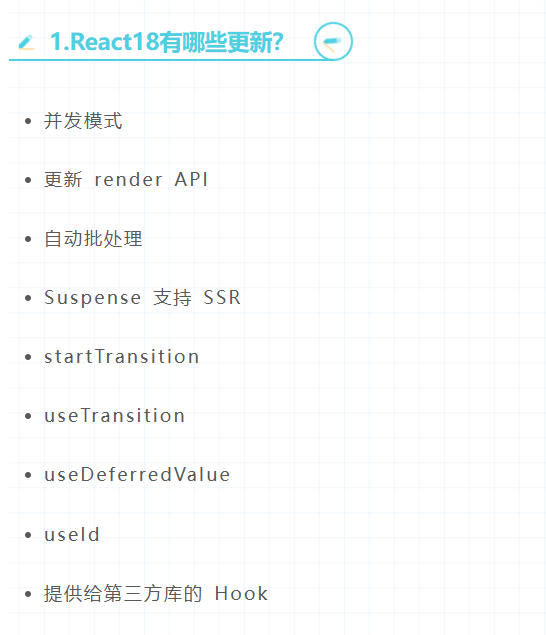 1.React18有哪些更新?
并发模式
更新 render API
自动批处理
Suspense 支持 SSR
startTransition
useTransition
useDeferredValue
useId
提供给第三方库的 Hook